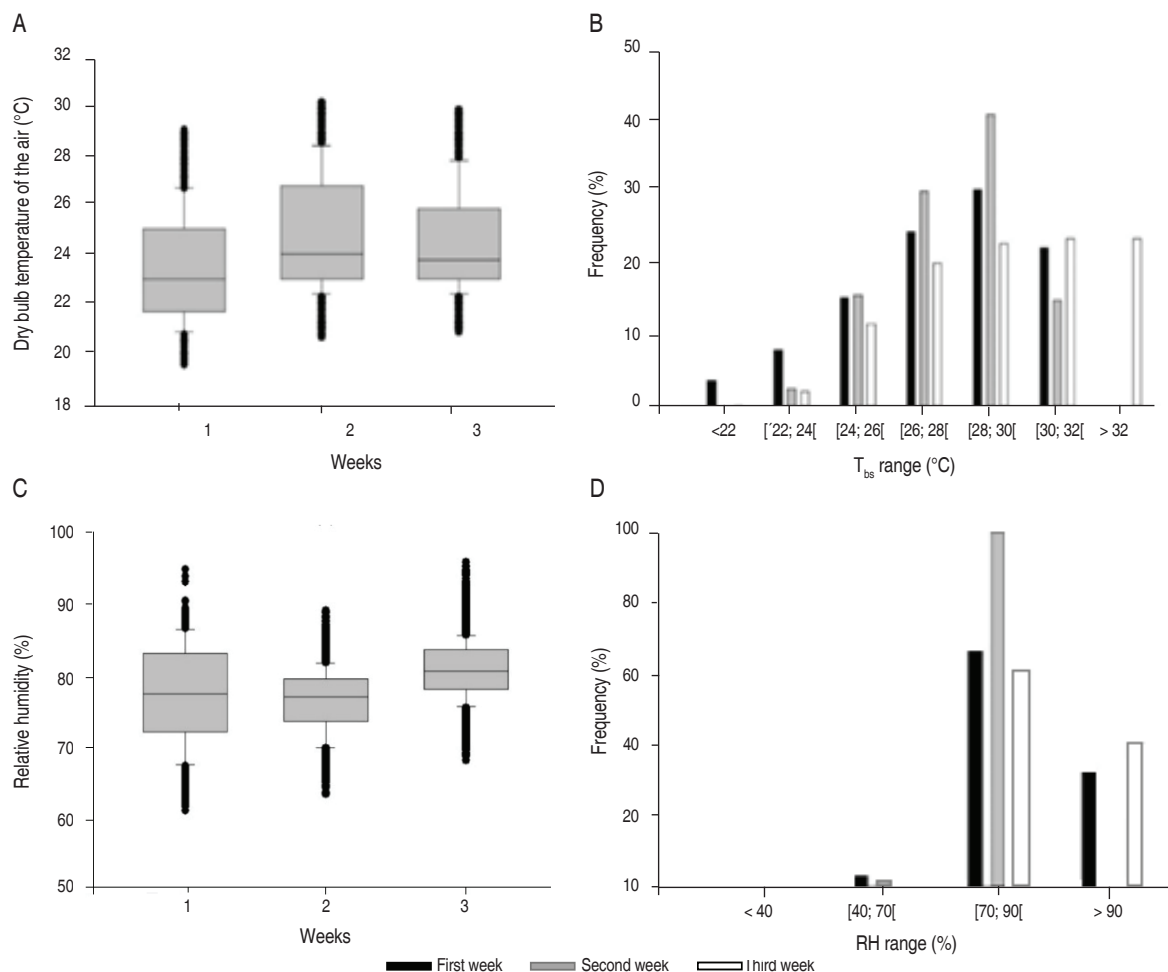 A
Dry bulb temperature of the air (°C)
32
30
28
26
24
22
20
18
1 2 3
Weeks
B
Frequency (%)
50
40
30
20
10
0
<22 [´22; 24[ [24; 26[ [26; 28[ [28; 30[ [30; 32[ > 32
Tbs range (°C)
C
Relative humidity (%)
100
90
80
70
60
50
1 2 3
Weeks
D
Frequency (%)
100
80
60
40
20
10
< 40 [40; 70[ [70; 90[ > 90
RH range (%)
First week Second week Third week